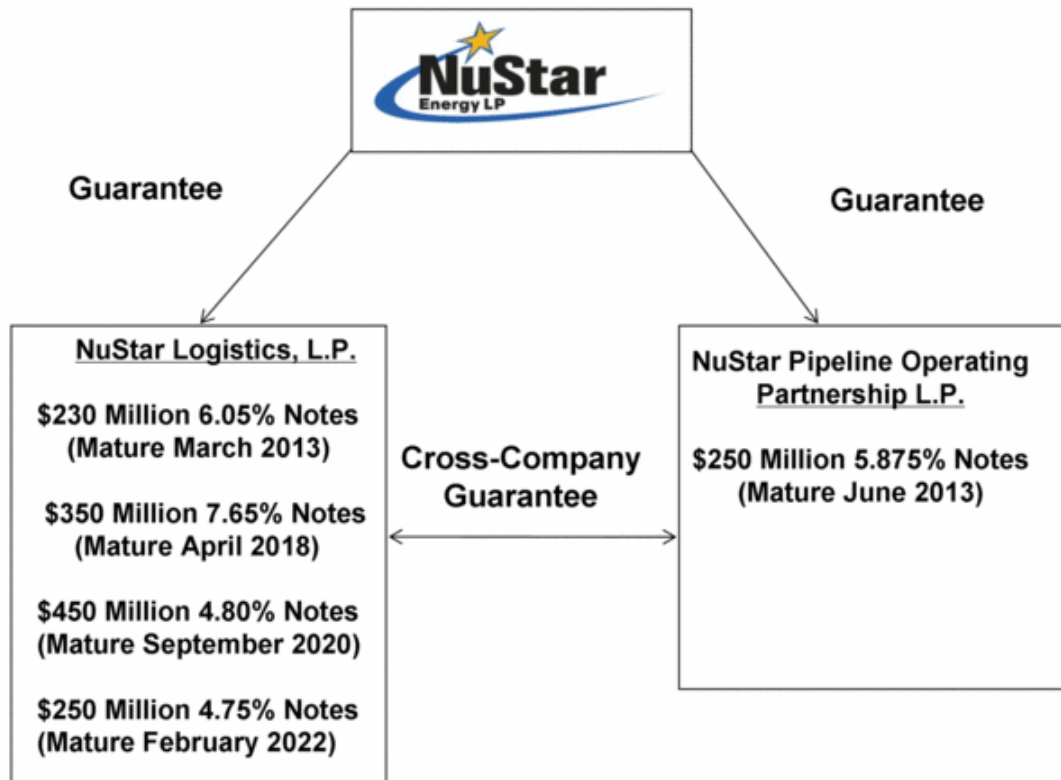 NuStar
Energy LP
Guarantee
Guarantee
NuStar Logistics, L.P.
$230 Million 6.05% Notes
(Mature March 2013)
$350 Million 7.65% Notes
(Mature April 2018)
$450 Million 4.80% Notes
(Mature September 2020)
$250 Million 4.75% Notes
(Mature February 2022)
Cross-Company
Guarantee
NuStar Pipeline Operating
Partnership L.P.
$250 Million 5.875% Notes
(Mature June 2013)